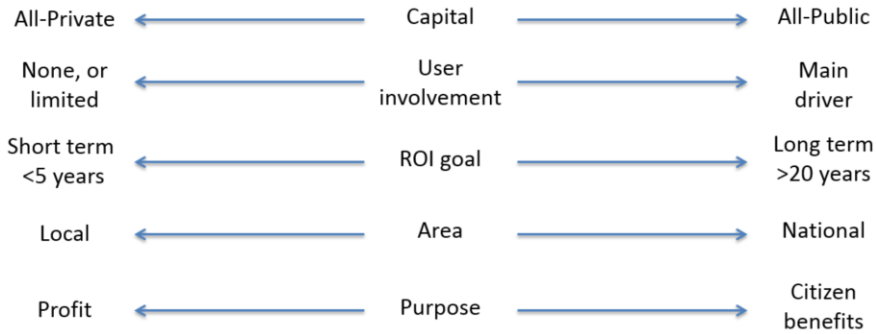 All-Private Capital All-Public
None, or User Main
limited involvement driver
Short term ROI goal Long term
<5 years >20 years
Local Area National
Profit Purpose Citizen
benefits